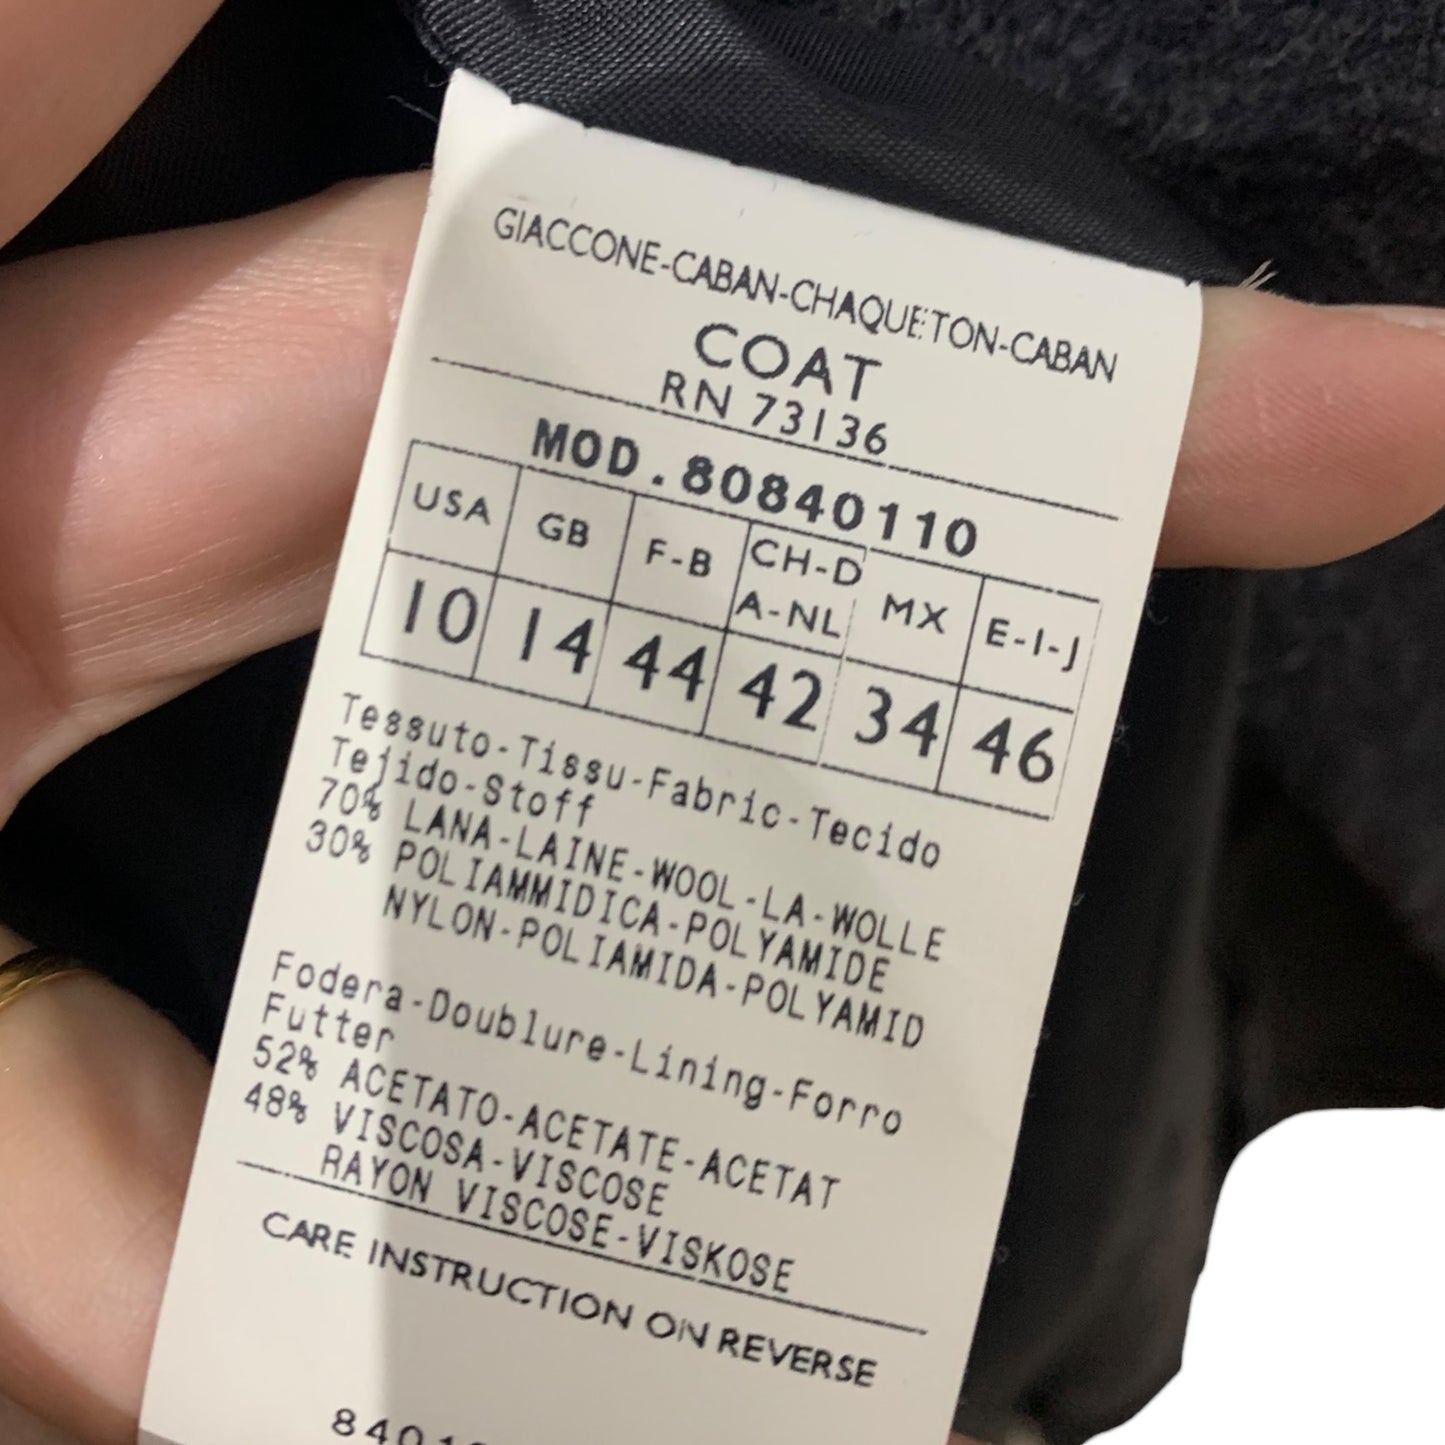 GIACCONE-CABAN-CHAQUETON-CABAN
COAT
RN 73136
MOD.80840110
USA GB F-B CH-D A-NL MX E-I-J
10 14 44 42 34 46
Tessuto-Tissu-Fabric-Tecido
Tejido-Stoff
70% LANA-LAINE-WOOL-LA-WOLLE
30% POLIAMMIDICA-POLYAMIDE
NYLON-POLIAMIDA-POLYAMID
Fodera-Doublure-Lining-Forro
Futter
52% ACETATO-ACETATE-ACETAT
48% VISCOSA-VISCOSE
RAYON VISCOSE-VISKOSE
CARE INSTRUCTION ON REVERSE